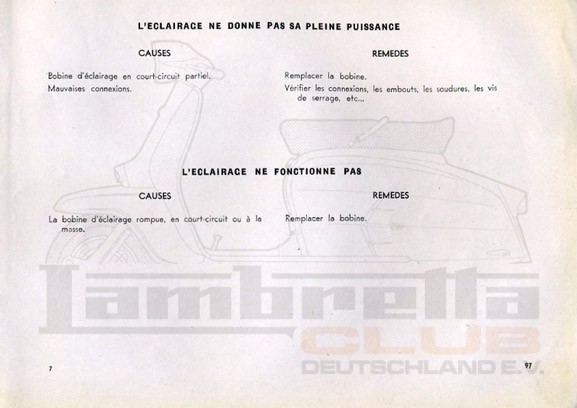 L'ECLAIRAGE NE DONNE PAS SA PLEINE PUISSANCE
CAUSES
REMEDES
Bobine d'éclairage en court-circuit partiel.
Remplacer la bobine.
Mauvaises connexions.
Vérifier les connexions, les embouts, les soudures, les vis
de serrage, etc...
L'ECLAIRAGE NE FONCTIONNE PAS
CAUSES
REMEDES
La bobine d'éclairage rompue, en court-circuit ou à la
masse.
Remplacer la bobine.
Lambretta
CLUB
DEUTSCHLAND E.V.
7
97